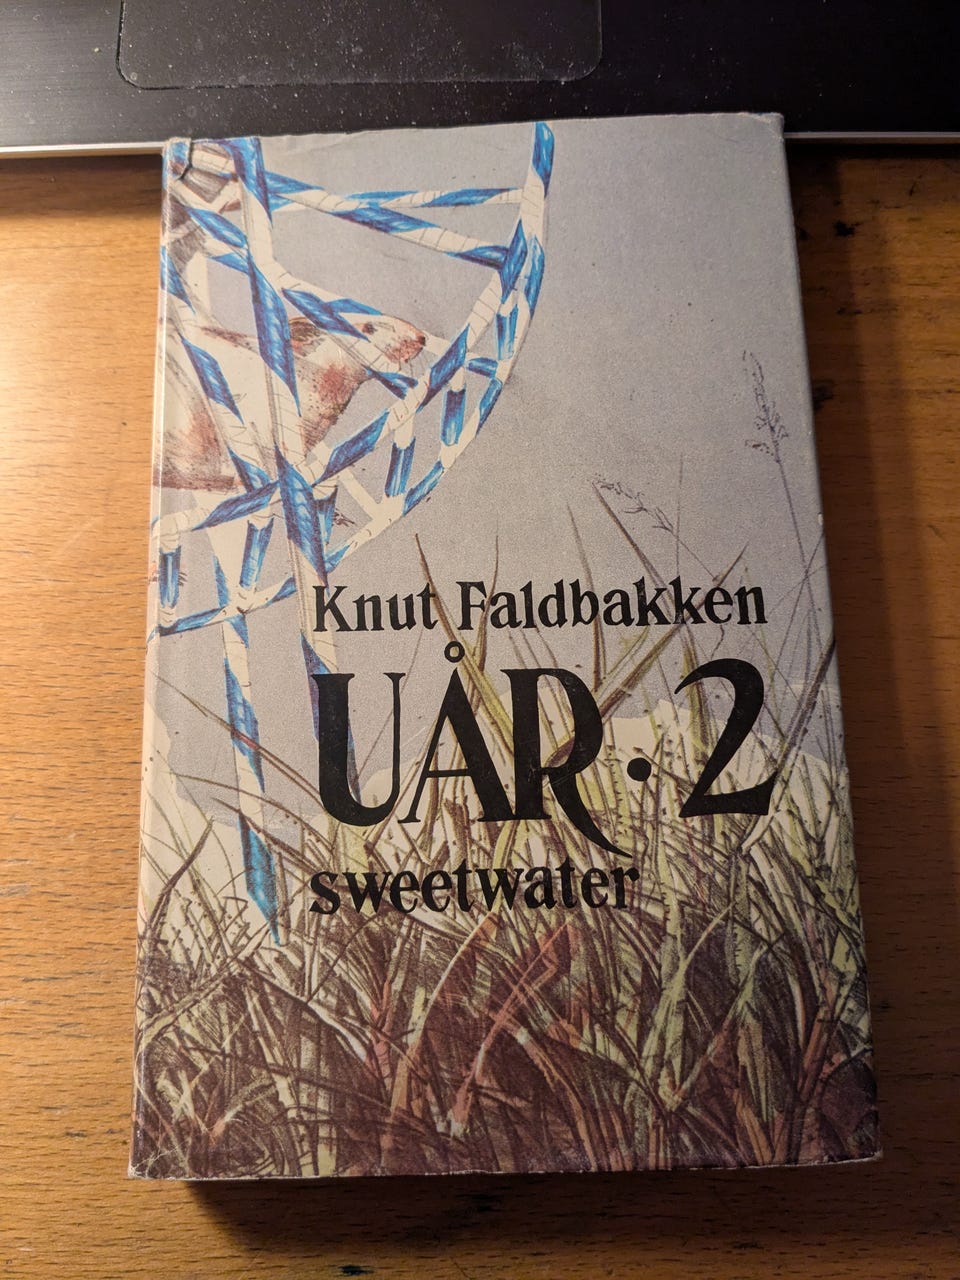 Knut Faldbakken
UÅR · 2
sweetwater